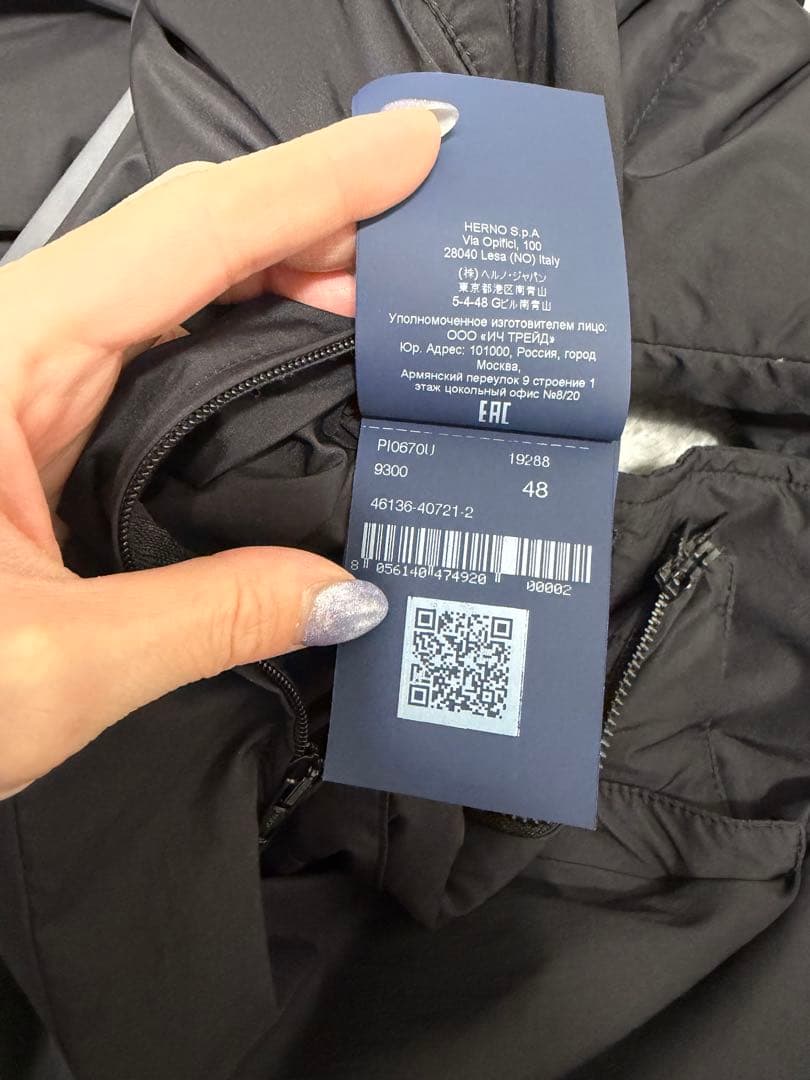 HERNO S.p.A
Via Opifici, 100
28040 Lesa (NO) Italy
(株) ヘルノ・ジャパン
東京都港区南青山
5-4-48 Gビル南青山
Уполномоченное изготовителем лицо:
ООО «ИЧ ТРЕЙД»
Юр. Адрес: 101000, Россия, город
Москва,
Армянский переулок 9 строение 1
этаж цокольный офис №8/20
EAC
PI0670U 19288
9300 48
46136-40721-2
8 056140 474920 00002